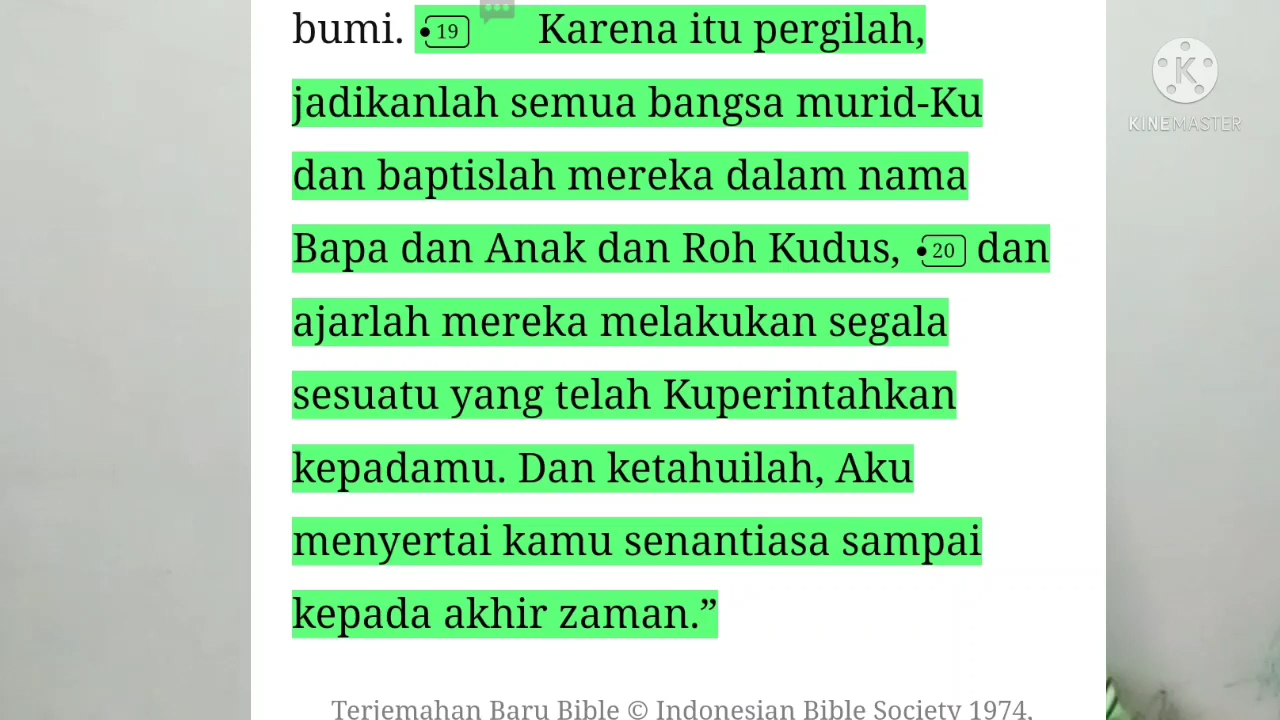 bumi. 19 Karena itu pergilah,
jadikanlah semua bangsa murid-Ku
dan baptislah mereka dalam nama
Bapa dan Anak dan Roh Kudus, 20 dan
ajarlah mereka melakukan segala
sesuatu yang telah Kuperintahkan
kepadamu. Dan ketahuilah, Aku
menyertai kamu senantiasa sampai
kepada akhir zaman.”
Terjemahan Baru Bible © Indonesian Bible Society 1974,
K
KINEMASTER